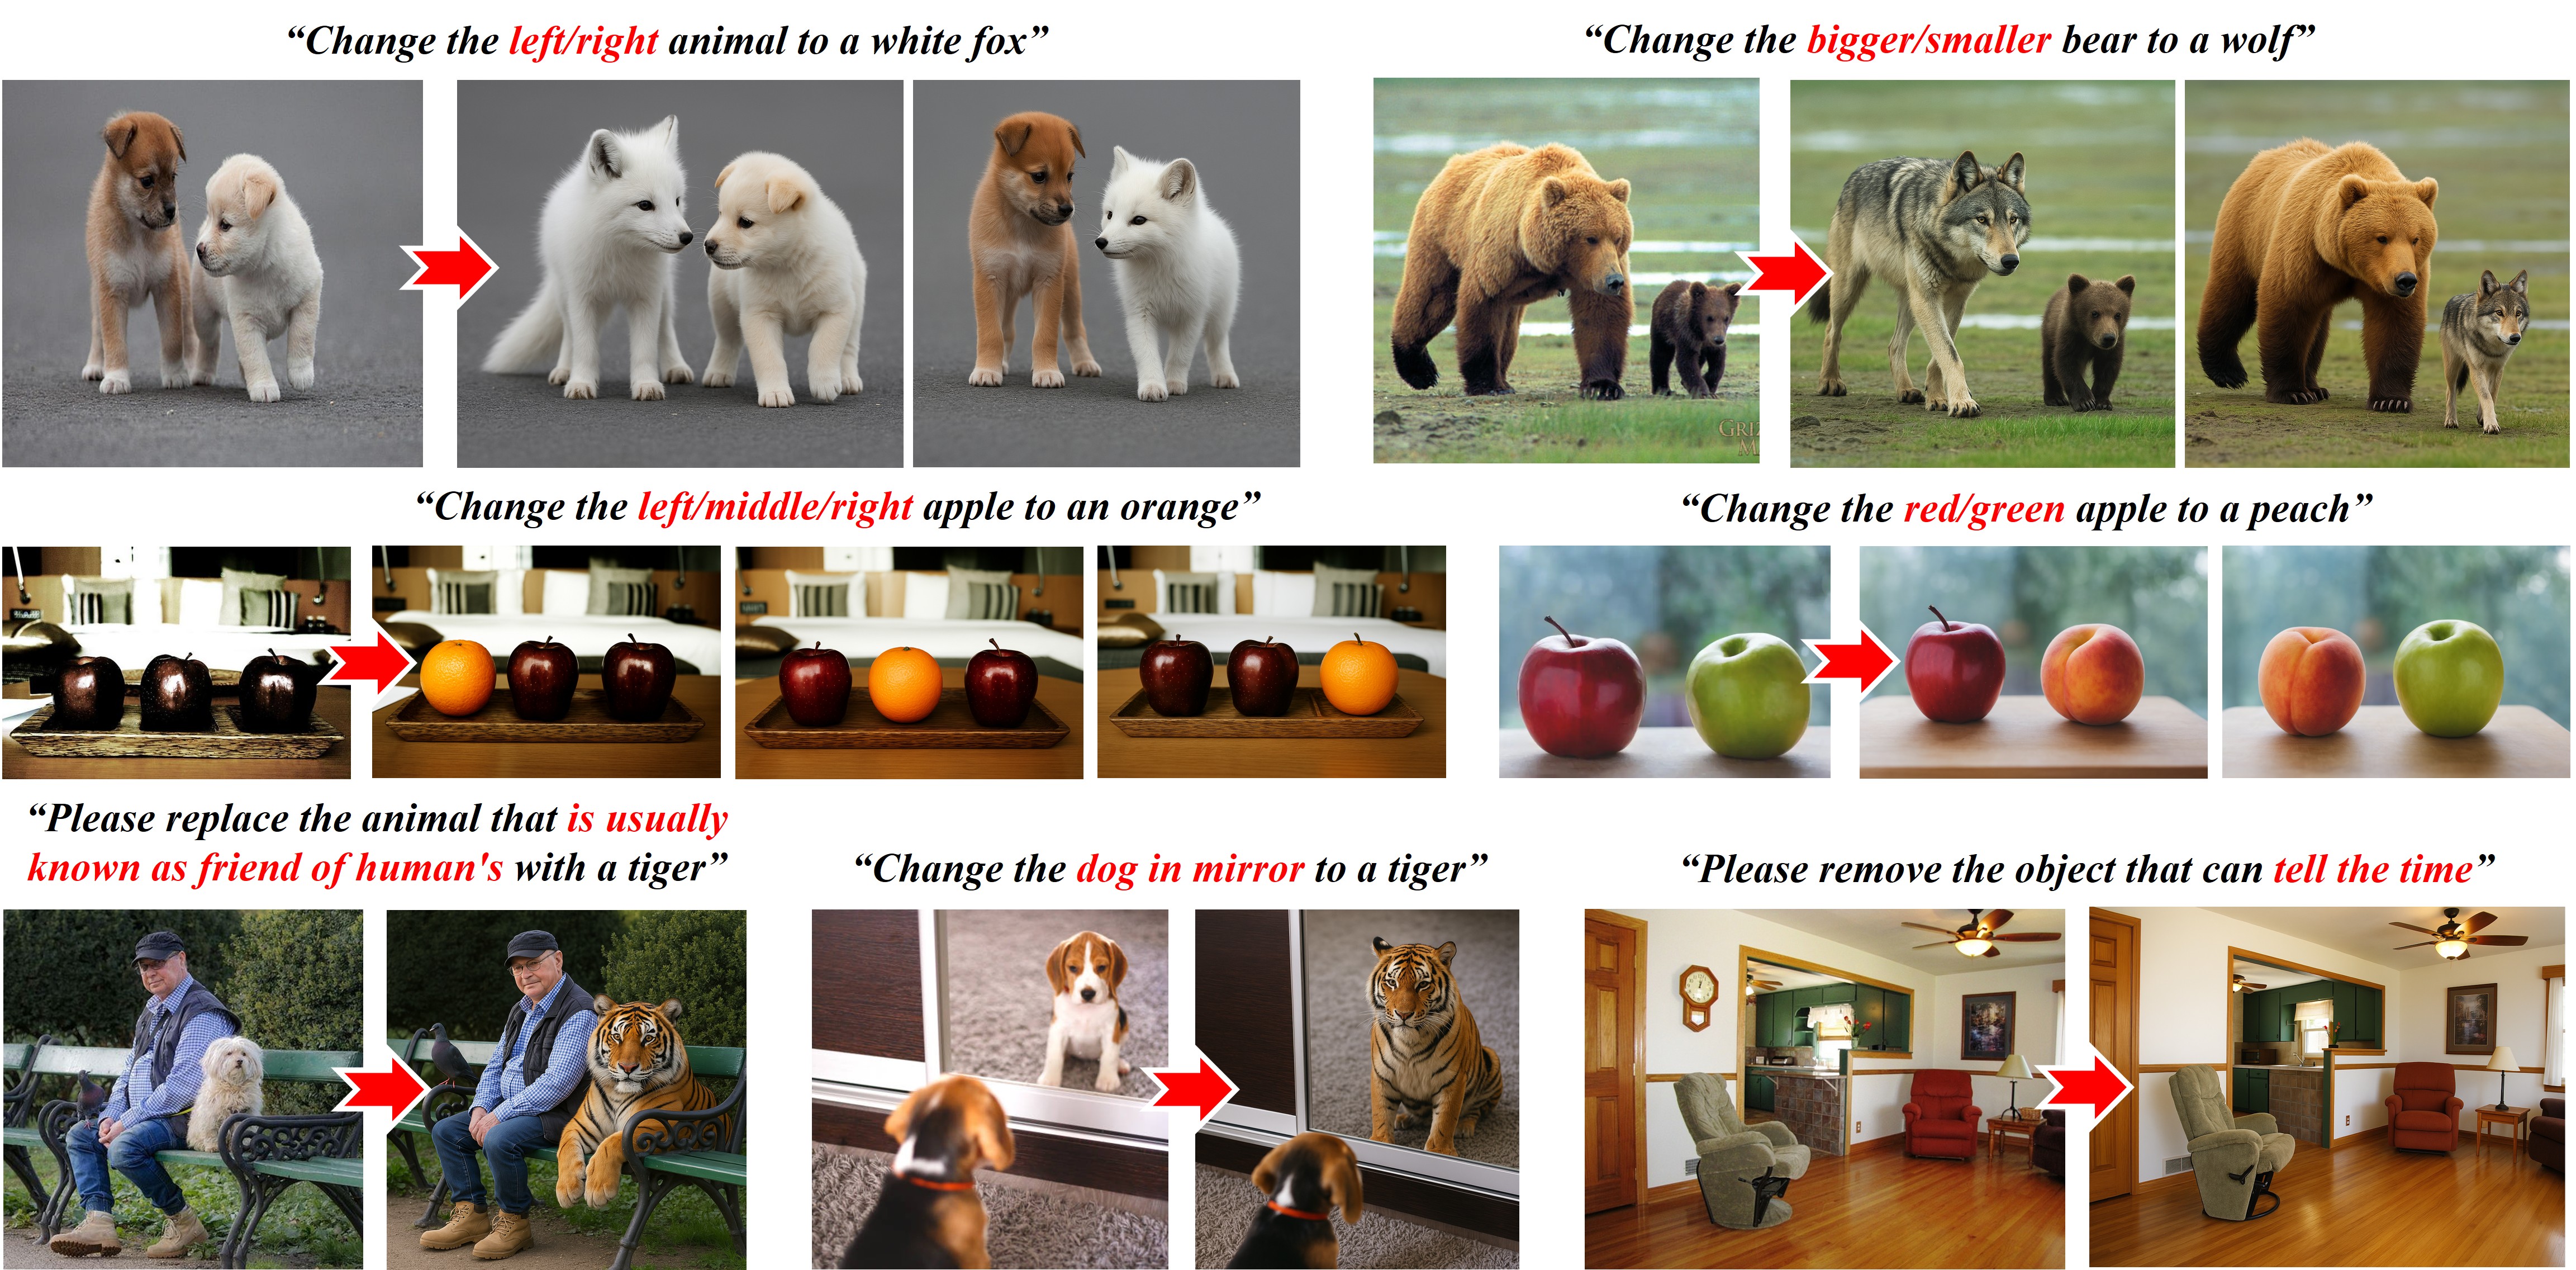 “Change the left/right animal to a white fox”
“Change the bigger/smaller bear to a wolf”
“Change the left/middle/right apple to an orange”
“Change the red/green apple to a peach”
“Please replace the animal that is usually
known as friend of human's with a tiger”
“Change the dog in mirror to a tiger”
“Please remove the object that can tell the time”